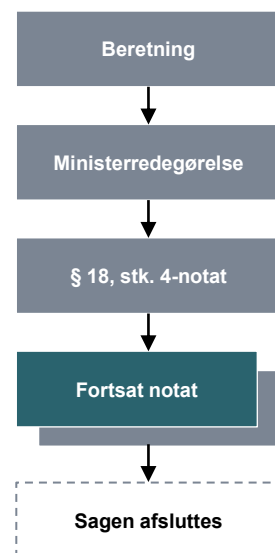 Beretning
Ministerredegørelse
§ 18, stk. 4-notat
Fortsat notat
Sagen afsluttes